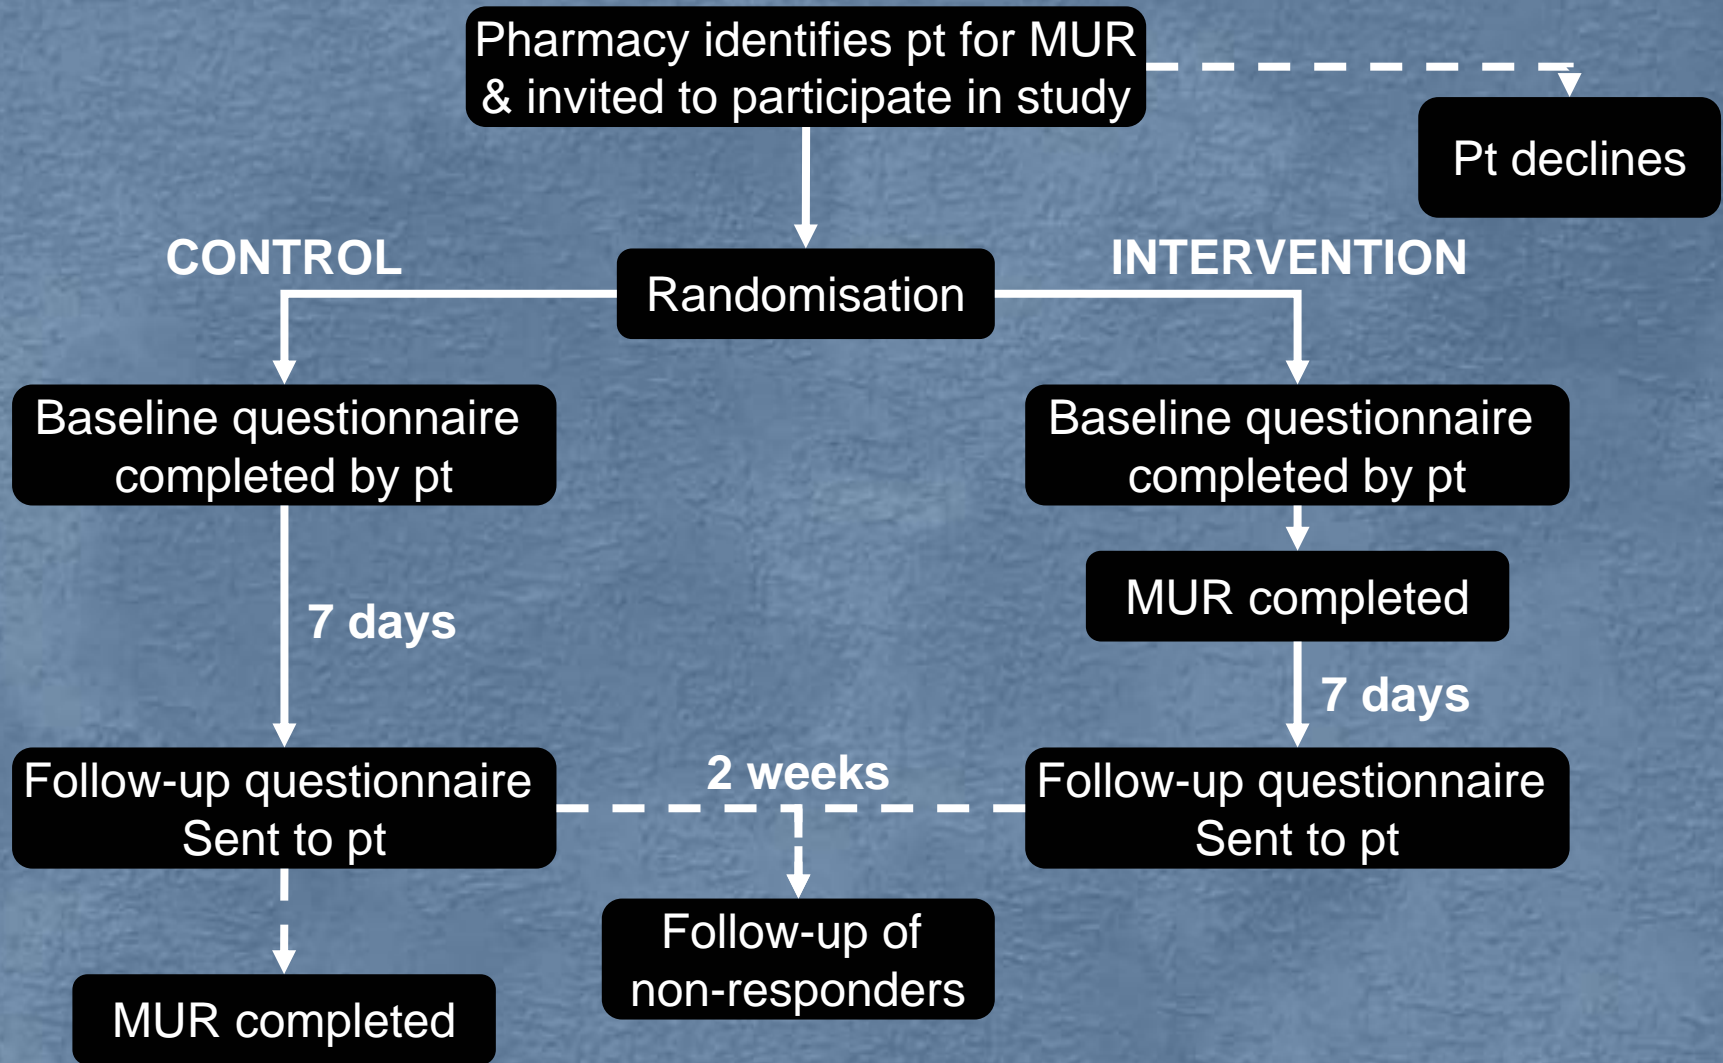 Pharmacy identifies pt for MUR
& invited to participate in study
Pt declines
CONTROL
INTERVENTION
Randomisation
Baseline questionnaire
completed by pt
Baseline questionnaire
completed by pt
MUR completed
7 days
7 days
Follow-up questionnaire
Sent to pt
2 weeks
Follow-up questionnaire
Sent to pt
Follow-up of
non-responders
MUR completed